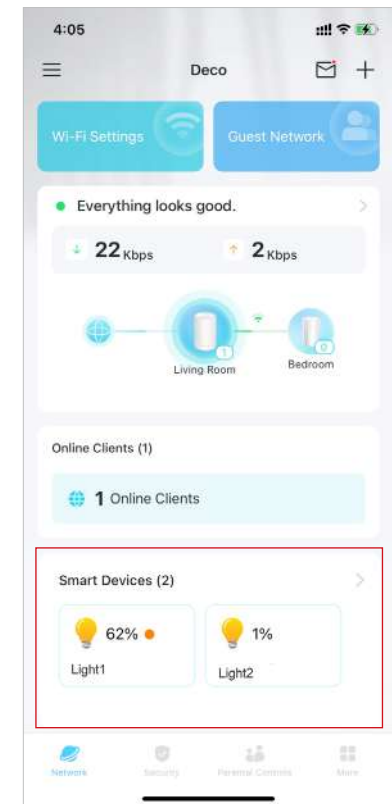 4:05
Deco
Wi-Fi Settings
Guest Network
Everything looks good.
22 Kbps
2 Kbps
1
0
Living Room
Bedroom
Online Clients (1)
1 Online Clients
Smart Devices (2)
62%
1%
Light1
Light2
Network
Security
Parental Controls
More